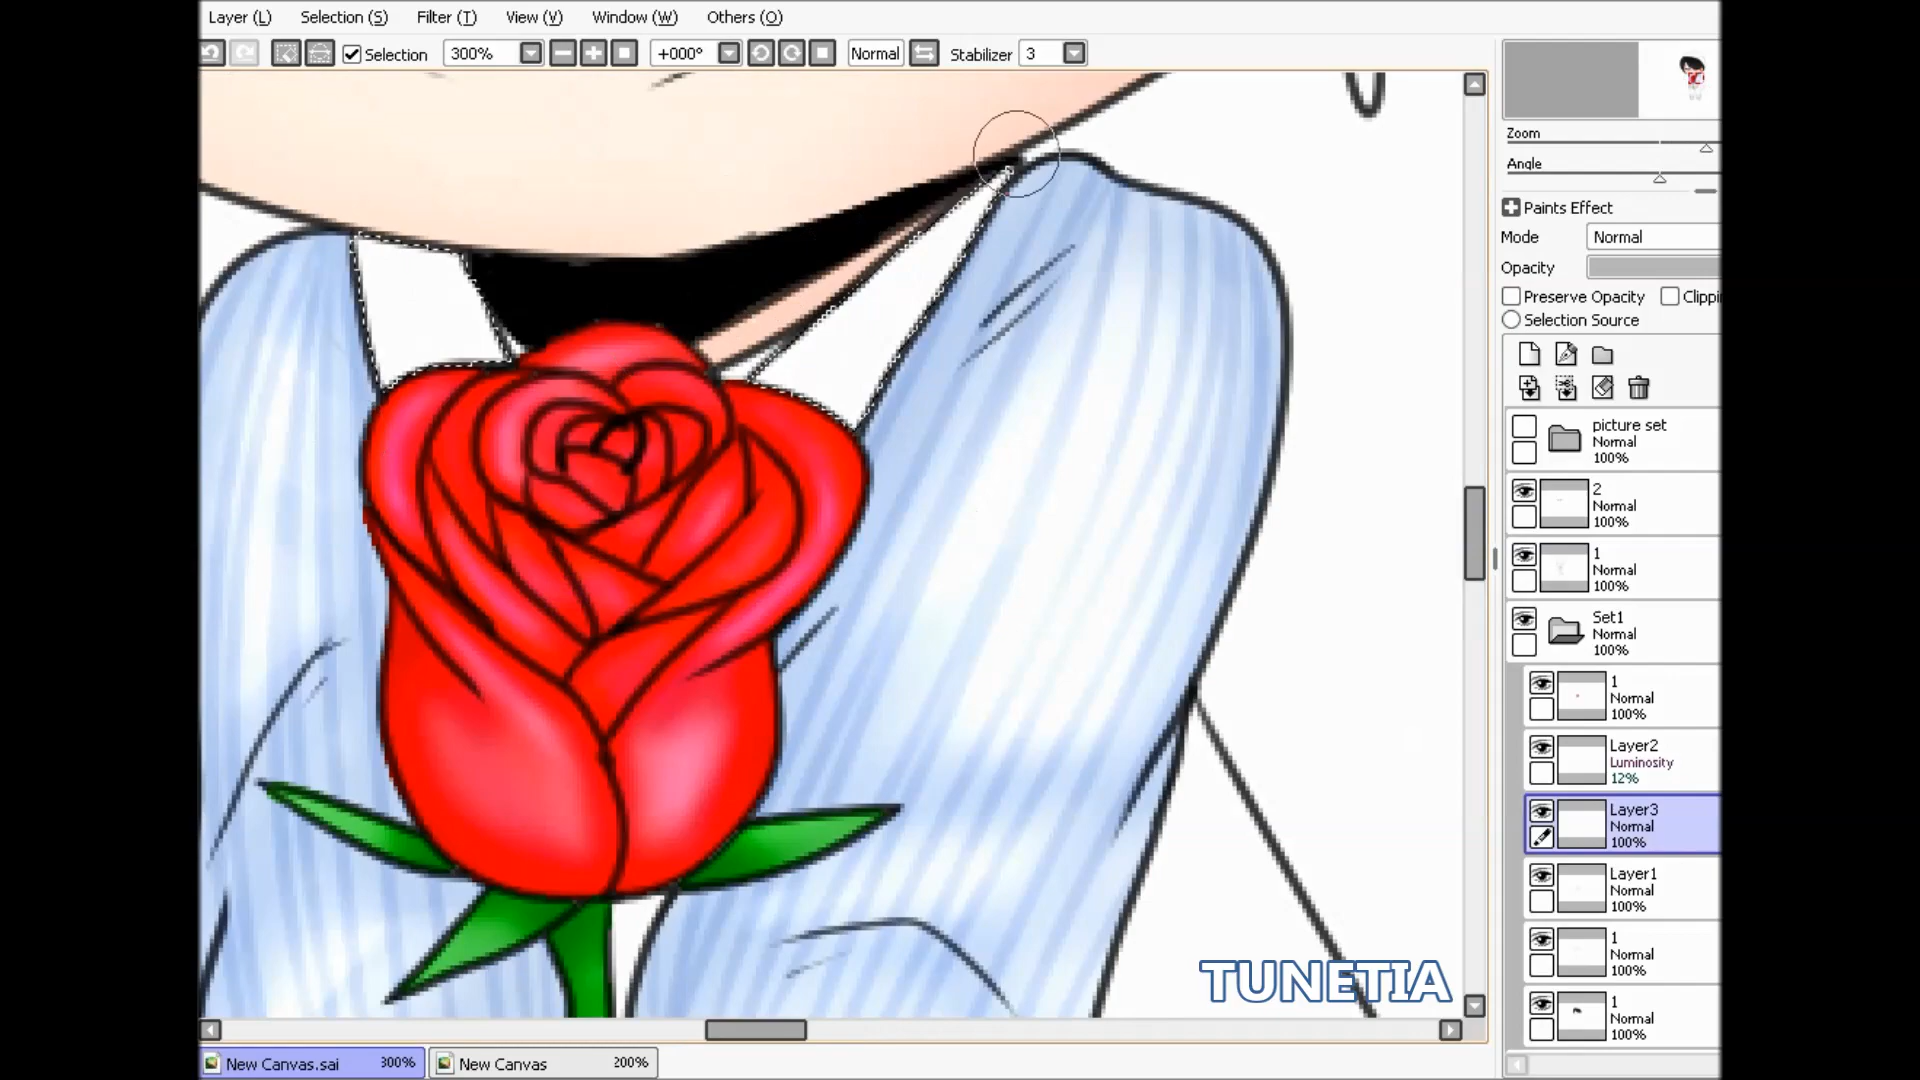 Layer (L) Selection (S) Filter (T) View (V) Window (W) Others (O)
Selection 300% +000° Normal Stabilizer 3
Zoom
Angle
Paints Effect
Mode Normal
Opacity
Preserve Opacity Clippi
Selection Source
picture set
Normal
100%
2
Normal
100%
1
Normal
100%
Set1
Normal
100%
1
Normal
100%
Layer2
Luminosity
12%
Layer3
Normal
100%
Layer1
Normal
100%
1
Normal
100%
1
Normal
100%
TUNETIA
New Canvas.sai 300% New Canvas 200%